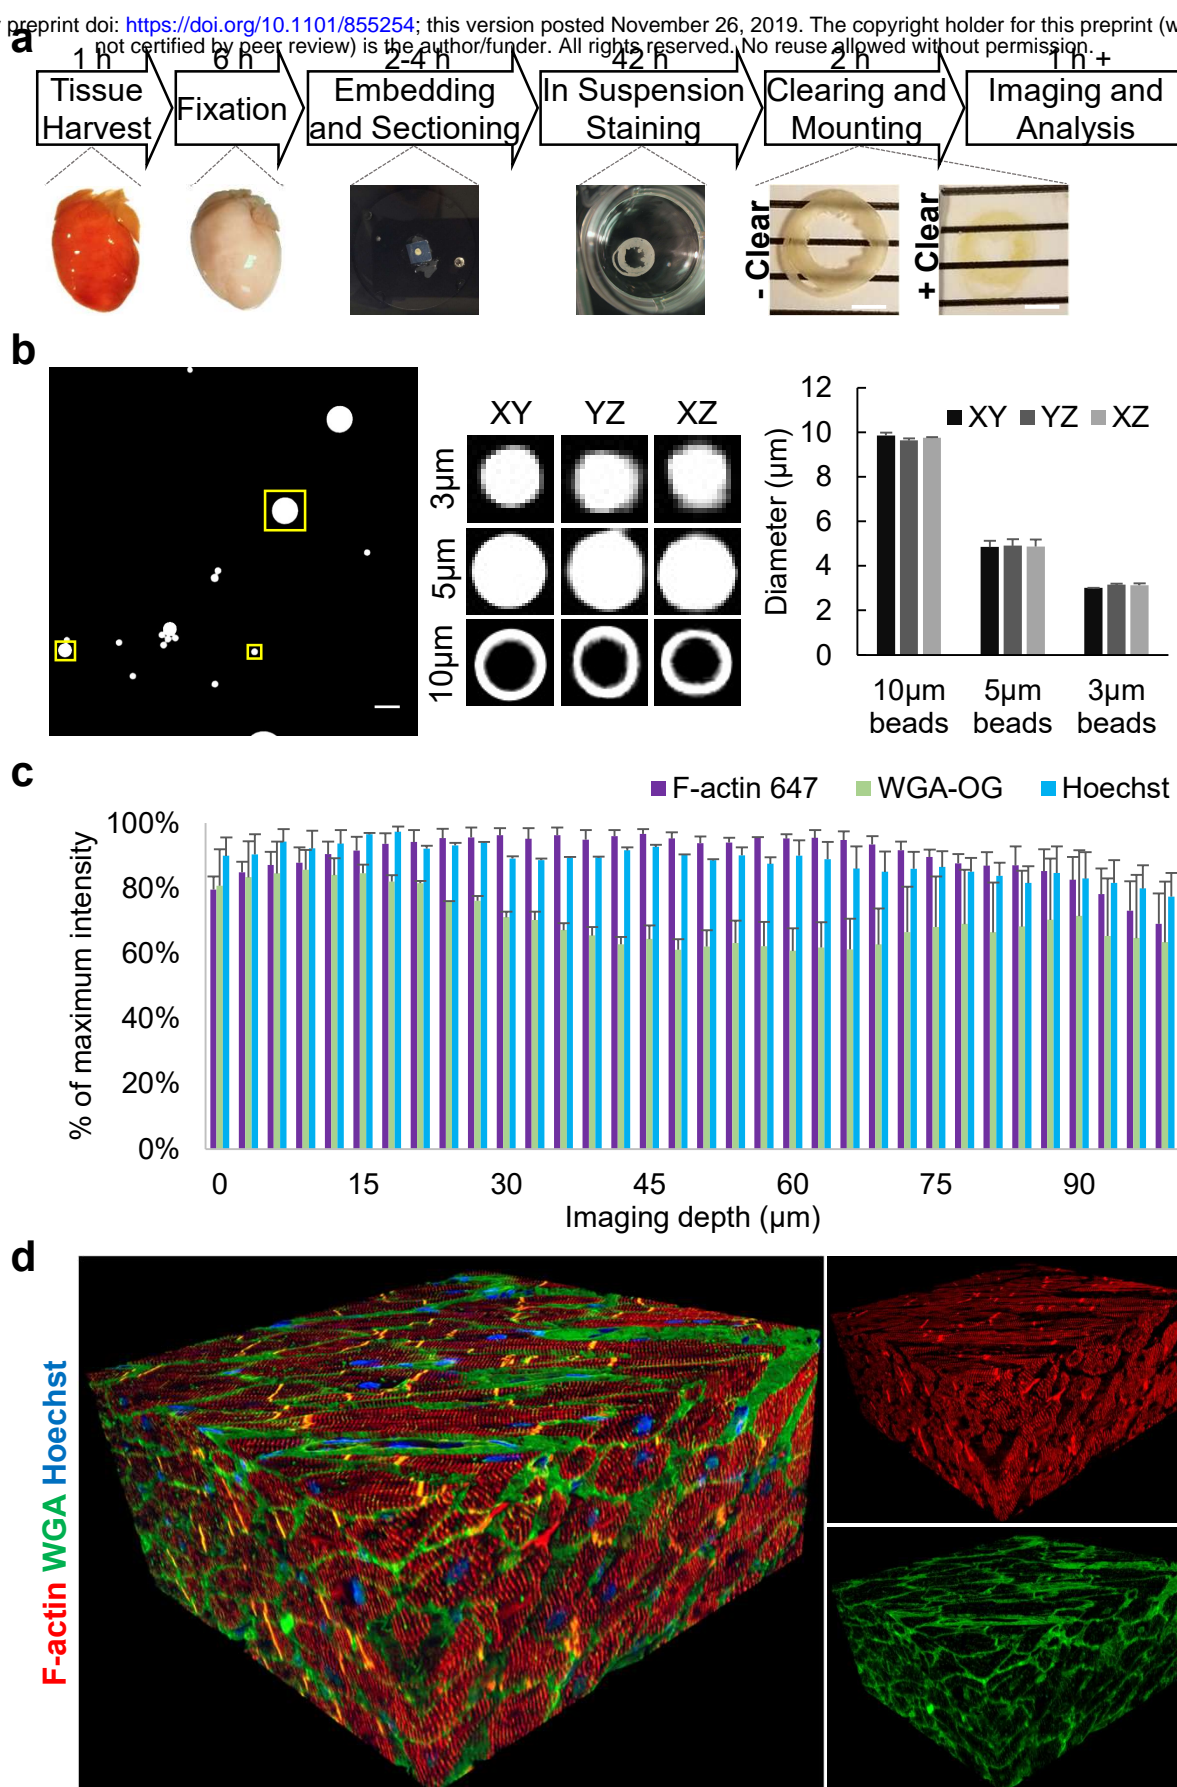 preprint doi: https://doi.org/10.1101/855254; this version posted November 26, 2019. The copyright holder for this preprint (w
not certified by peer review) is the author/funder. All rights reserved. No reuse allowed without permission.
a
1 h
6 h
2-4 h
42 h
2 h
1 h +
Tissue
Harvest
Fixation
Embedding
and Sectioning
In Suspension
Staining
Clearing and
Mounting
Imaging and
Analysis
- Clear
+ Clear
b
XY
YZ
XZ
3µm
5µm
10µm
Diameter (µm)
12
10
8
6
4
2
0
XY
YZ
XZ
10µm
beads
5µm
beads
3µm
beads
c
F-actin 647
WGA-OG
Hoechst
% of maximum intensity
100%
80%
60%
40%
20%
0%
0
15
30
45
60
75
90
Imaging depth (µm)
d
F-actin WGA Hoechst